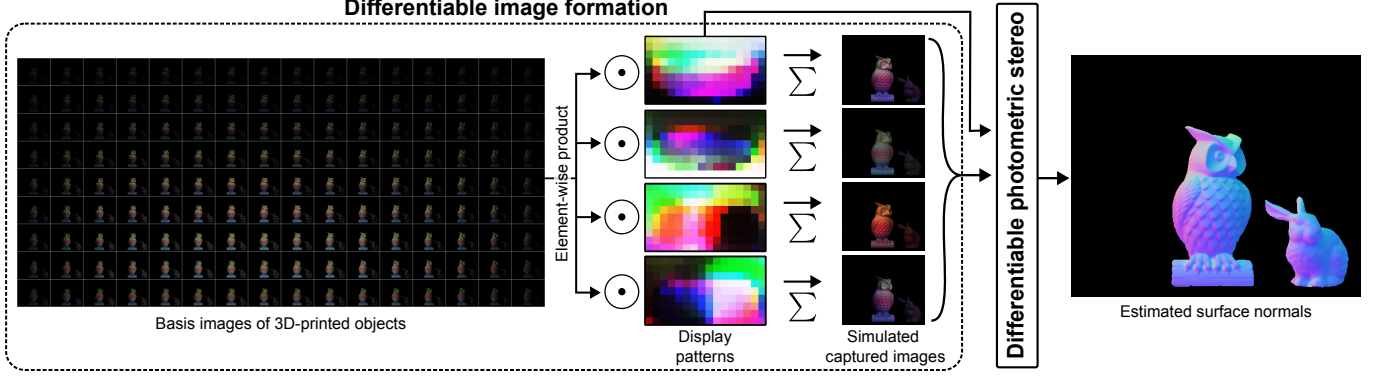 Differentiable image formation
Element-wise product
∑
∑
∑
∑
Basis images of 3D-printed objects
Display
patterns
Simulated
captured images
Differentiable photometric stereo
Estimated surface normals